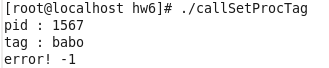 [root@localhost hw6]# ./callSetProcTag
pid : 1567
tag : babo
error! -1